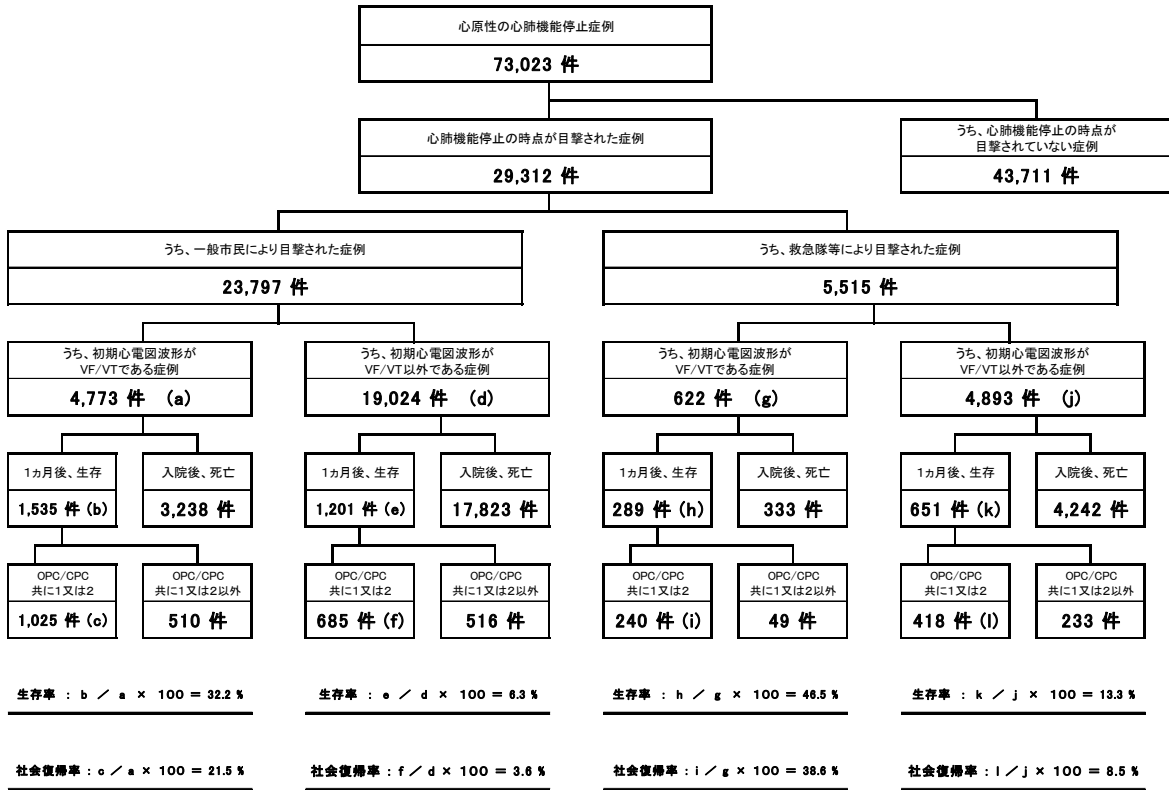 心原性の心肺機能停止症例
73,023 件
心肺機能停止の時点が目撃された症例
29,312 件
うち、心肺機能停止の時点が
目撃されていない症例
43,711 件
うち、一般市民により目撃された症例
23,797 件
うち、救急隊等により目撃された症例
5,515 件
うち、初期心電図波形が
VF/VTである症例
4,773 件 (a)
うち、初期心電図波形が
VF/VT以外である症例
19,024 件 (d)
うち、初期心電図波形が
VF/VTである症例
622 件 (g)
うち、初期心電図波形が
VF/VT以外である症例
4,893 件 (j)
1ヵ月後、生存
1,535 件 (b)
入院後、死亡
3,238 件
1ヵ月後、生存
1,201 件 (e)
入院後、死亡
17,823 件
1ヵ月後、生存
289 件 (h)
入院後、死亡
333 件
1ヵ月後、生存
651 件 (k)
入院後、死亡
4,242 件
OPC/CPC
共に1又は2
1,025 件 (c)
OPC/CPC
共に1又は2以外
510 件
OPC/CPC
共に1又は2
685 件 (f)
OPC/CPC
共に1又は2以外
516 件
OPC/CPC
共に1又は2
240 件 (i)
OPC/CPC
共に1又は2以外
49 件
OPC/CPC
共に1又は2
418 件 (l)
OPC/CPC
共に1又は2以外
233 件
生存率 : b / a × 100 = 32.2 %
生存率 : e / d × 100 = 6.3 %
生存率 : h / g × 100 = 46.5 %
生存率 : k / j × 100 = 13.3 %
社会復帰率 : c / a × 100 = 21.5 %
社会復帰率 : f / d × 100 = 3.6 %
社会復帰率 : i / g × 100 = 38.6 %
社会復帰率 : l / j × 100 = 8.5 %